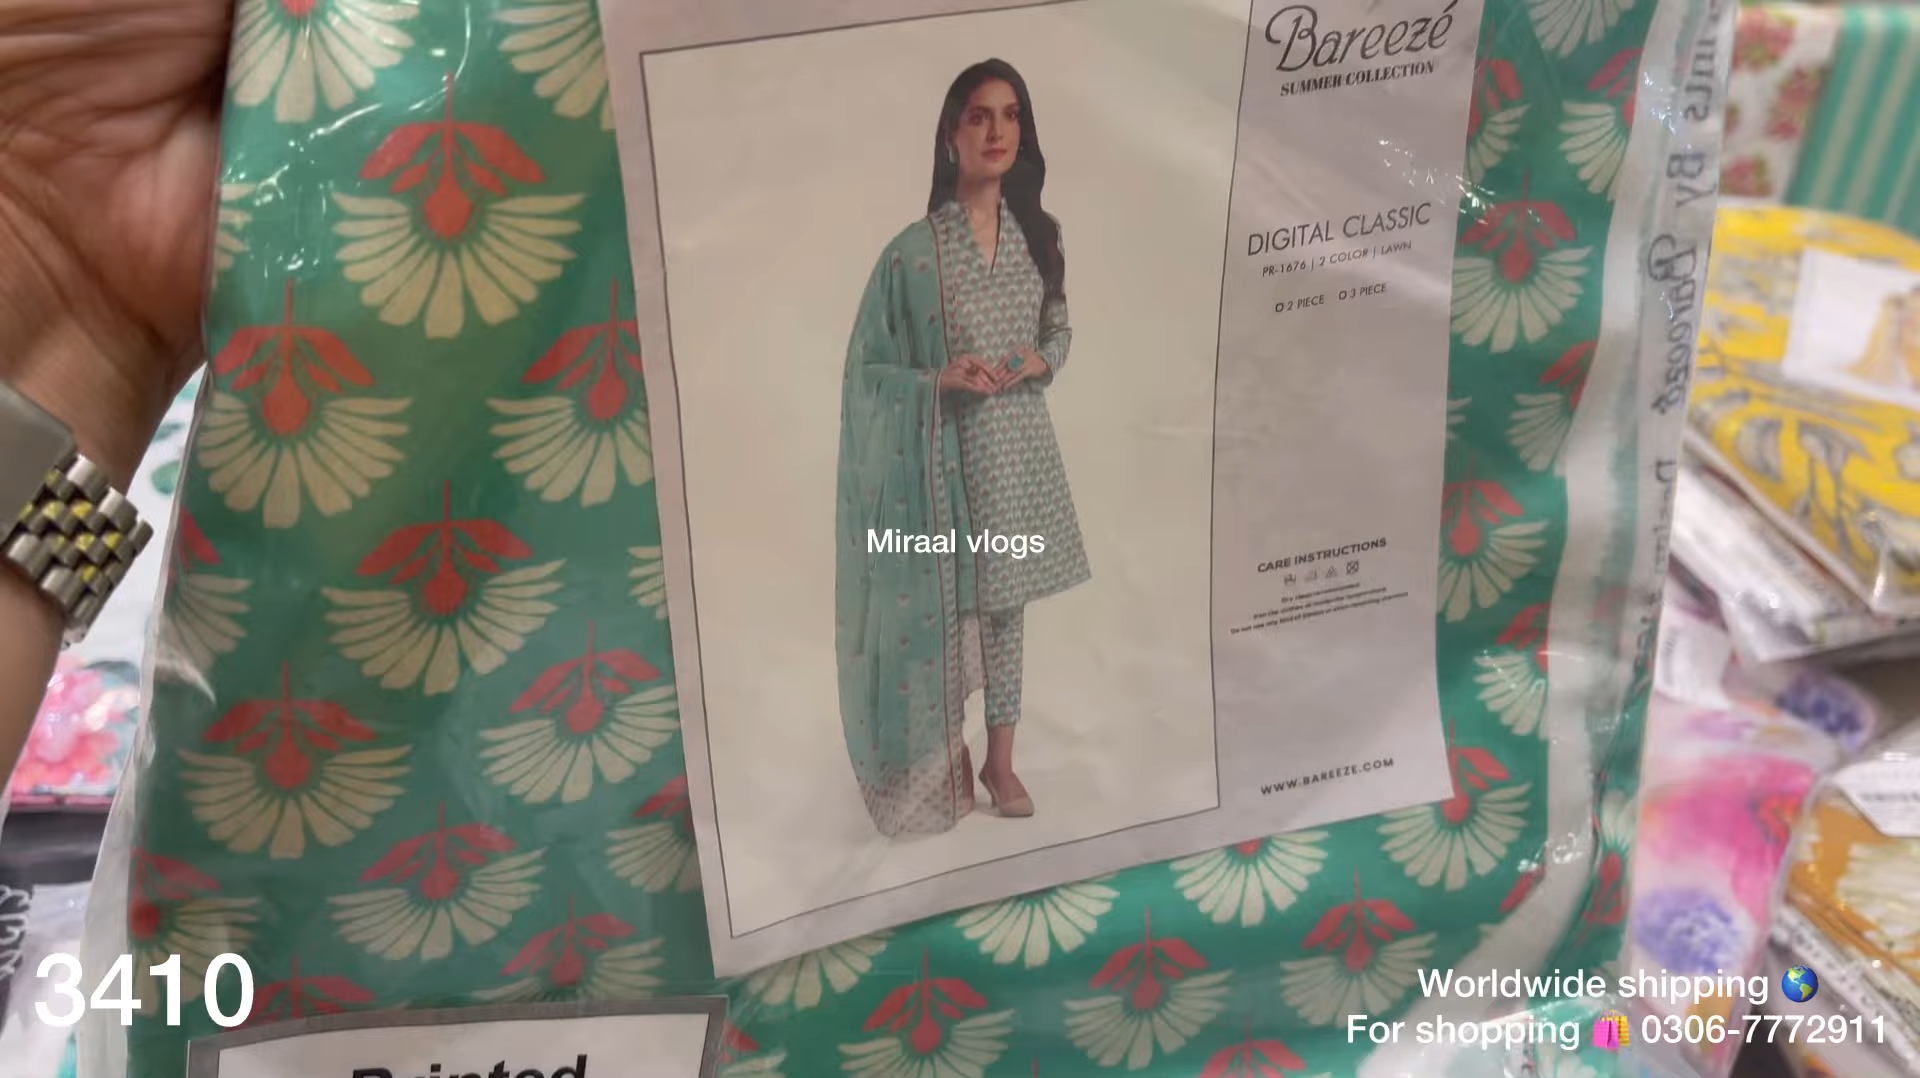 Bareezé
SUMMER COLLECTION
DIGITAL CLASSIC
PR-1676 | 2 COLOR | LAWN
2 PIECE 3 PIECE
Miraal vlogs
CARE INSTRUCTIONS
WWW.BAREEZE.COM
3410
Worldwide shipping 🌎
For shopping 🛍️ 0306-7772911
Printed